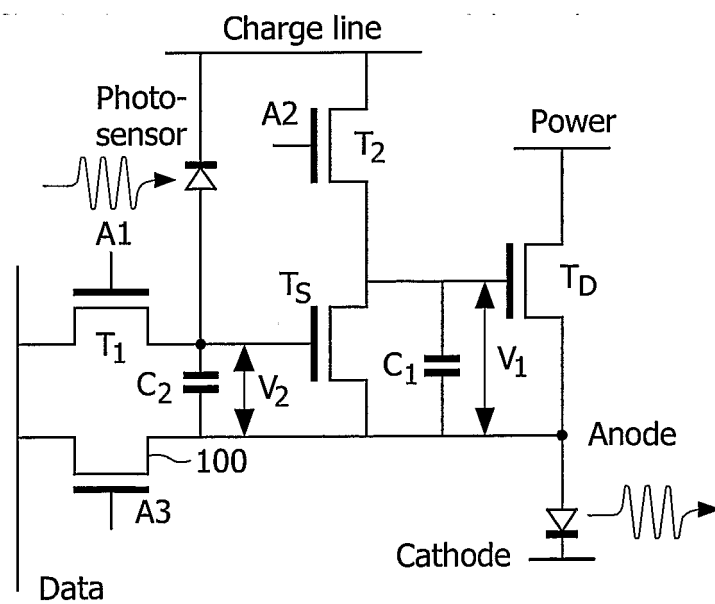 Charge line
Photo-
sensor
A2
T2
Power
A1
TS
TD
T1
C2
V2
C1
V1
100
Anode
A3
Cathode
Data